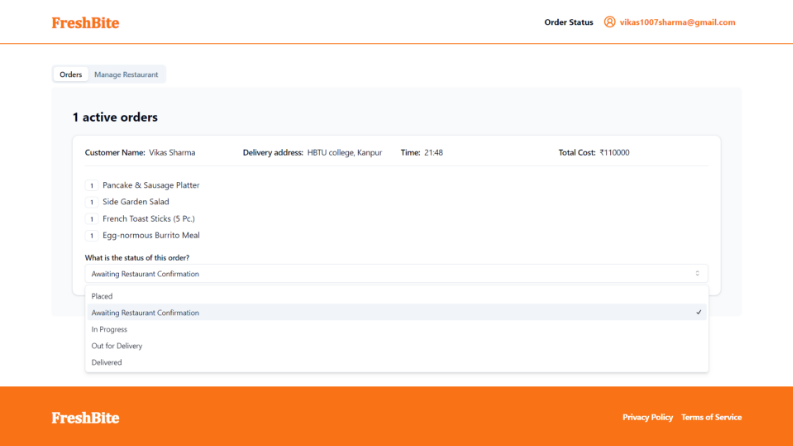 FreshBite
Order Status vikas1007sharma@gmail.com
Orders Manage Restaurant
1 active orders
Customer Name: Vikas Sharma Delivery address: HBTU college, Kanpur Time: 21:48 Total Cost: ₹110000
1 Pancake & Sausage Platter
1 Side Garden Salad
1 French Toast Sticks (5 Pc.)
1 Egg-normous Burrito Meal
What is the status of this order?
Awaiting Restaurant Confirmation
Placed
Awaiting Restaurant Confirmation
In Progress
Out for Delivery
Delivered
FreshBite
Privacy Policy Terms of Service